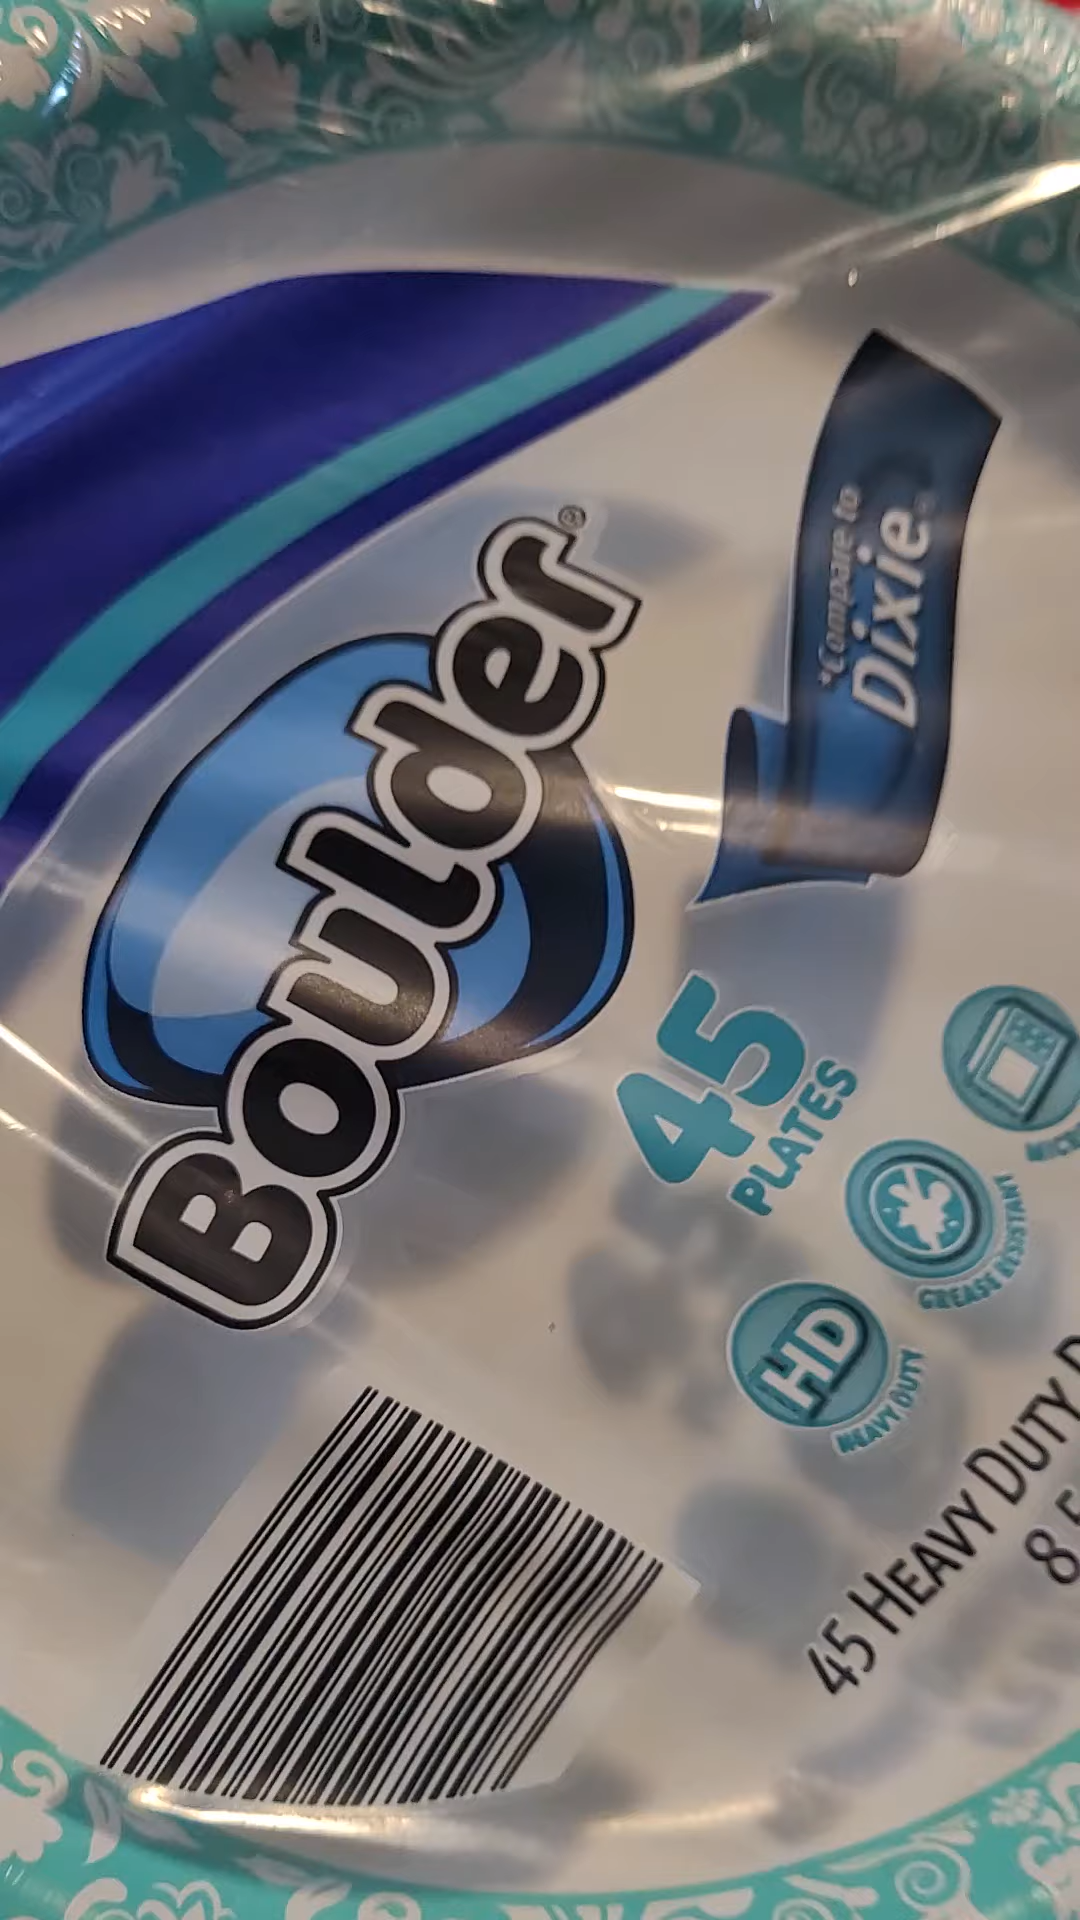 Boulder®
*Compare to
Dixie
45
PLATES
HD
HEAVY DUTY
GREASE RESISTANT
45 HEAVY DUTY